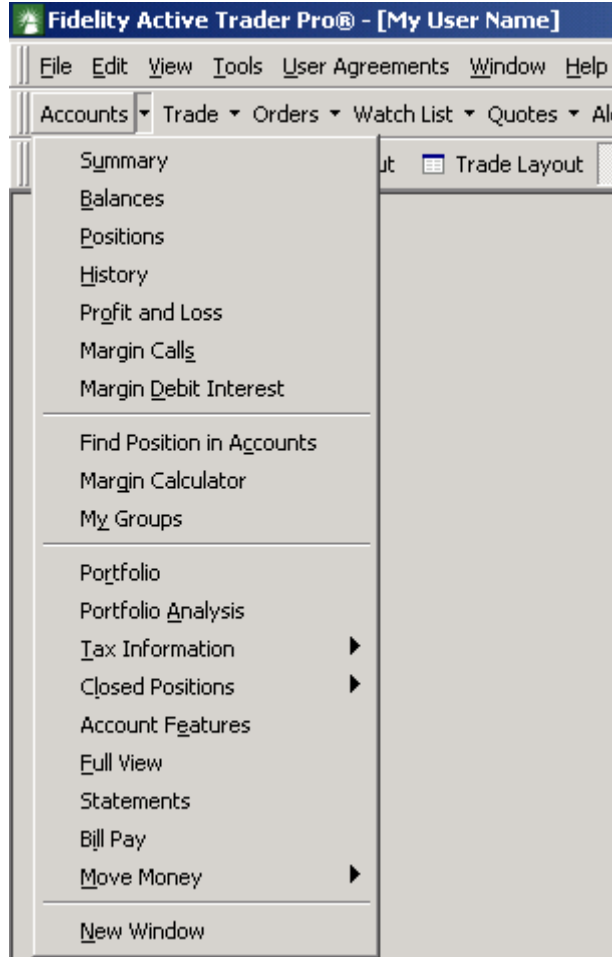 Fidelity Active Trader Pro® - [My User Name]
File Edit View Tools User Agreements Window Help
Accounts Trade Orders Watch List Quotes
Trade Layout
Summary
Balances
Positions
History
Profit and Loss
Margin Calls
Margin Debit Interest
Find Position in Accounts
Margin Calculator
My Groups
Portfolio
Portfolio Analysis
Tax Information
Closed Positions
Account Features
Full View
Statements
Bill Pay
Move Money
New Window